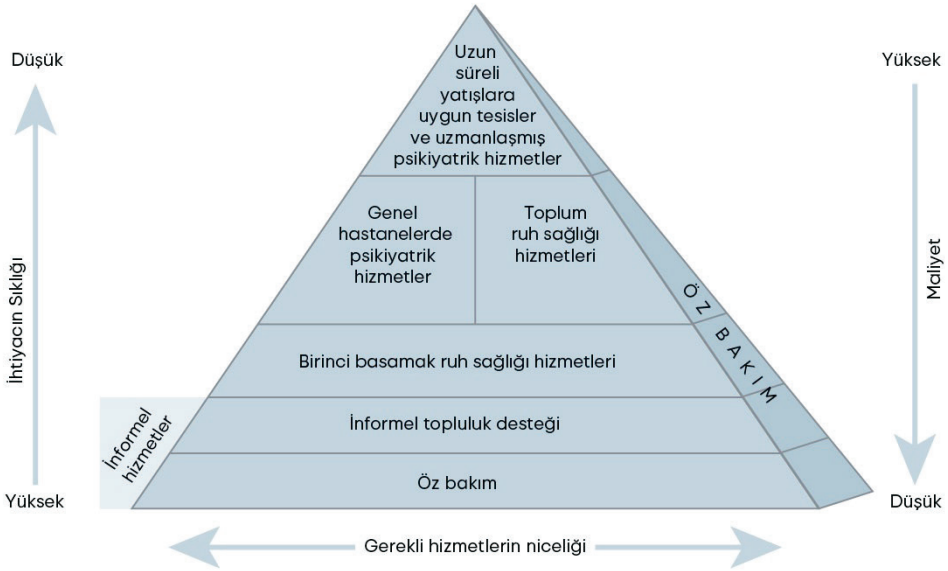 Düşük
Yüksek
Uzun
süreli
yatışlara
uygun tesisler
ve uzmanlaşmış
psikiyatrik hizmetler
Genel
hastanelerde
psikiyatrik
hizmetler
Toplum
ruh sağlığı
hizmetleri
İhtiyacın Sıklığı
Maliyet
ÖZ BAKIM
Birinci basamak ruh sağlığı hizmetleri
İnformel
hizmetler
İnformel topluluk desteği
Öz bakım
Yüksek
Düşük
Gerekli hizmetlerin niceliği